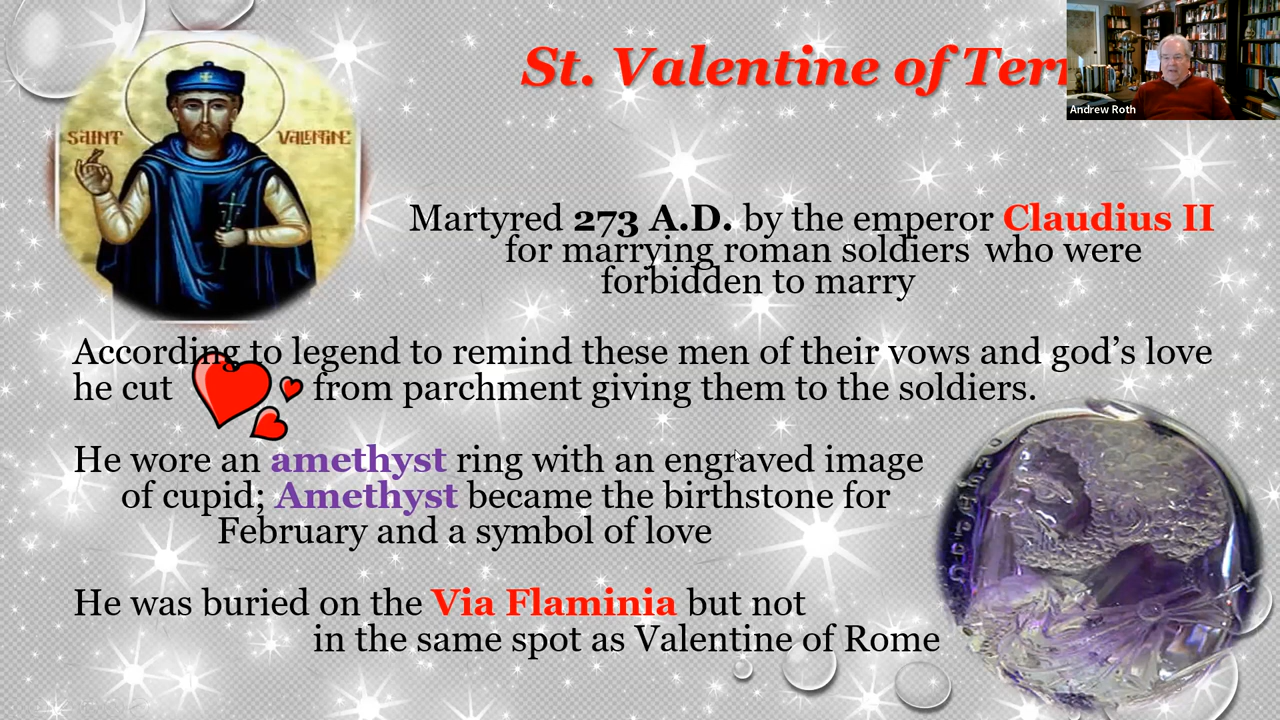 St. Valentine of Ter
Andrew Roth
SAINT VALENTINE
Martyred 273 A.D. by the emperor Claudius II
for marrying roman soldiers who were
forbidden to marry
According to legend to remind these men of their vows and god's love
he cut from parchment giving them to the soldiers.
He wore an amethyst ring with an engraved image
of cupid; Amethyst became the birthstone for
February and a symbol of love
He was buried on the Via Flaminia but not
in the same spot as Valentine of Rome